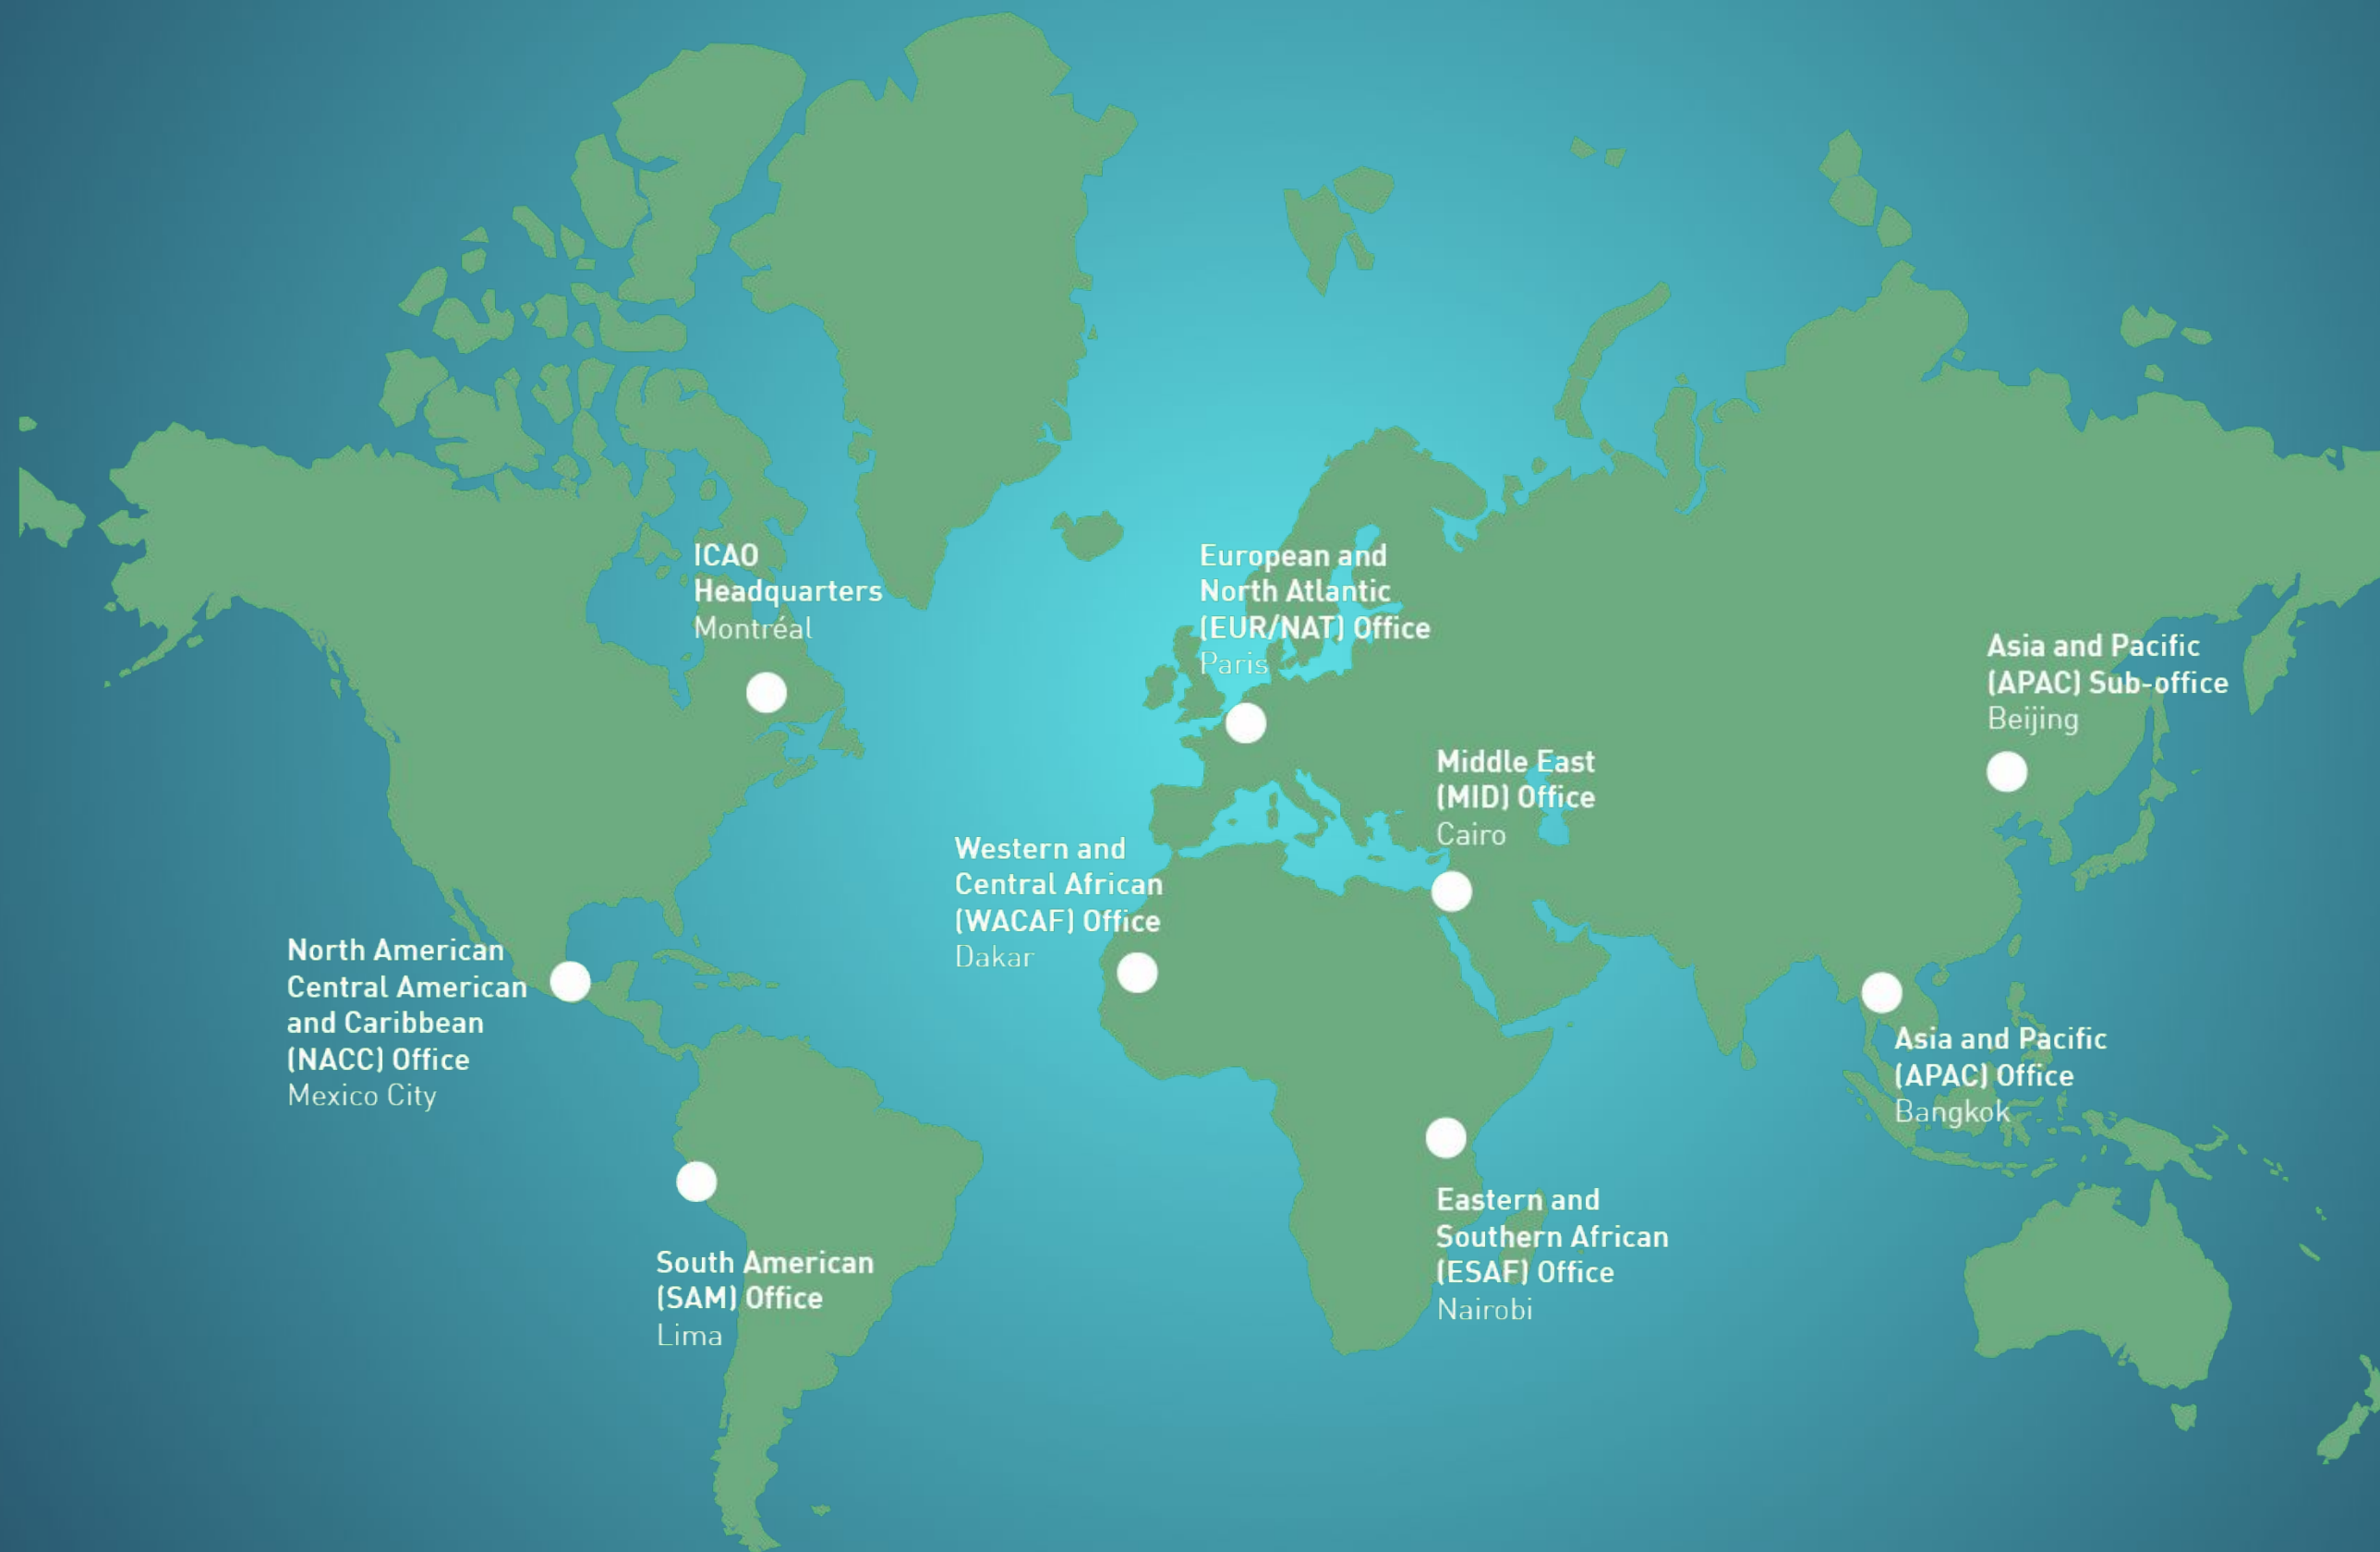 ICAO
Headquarters
Montréal
European and
North Atlantic
(EUR/NAT) Office
Paris
Asia and Pacific
(APAC) Sub-office
Beijing
Middle East
(MID) Office
Cairo
Western and
Central African
(WACAF) Office
Dakar
North American
Central American
and Caribbean
(NACC) Office
Mexico City
Asia and Pacific
(APAC) Office
Bangkok
Eastern and
Southern African
(ESAF) Office
Nairobi
South American
(SAM) Office
Lima